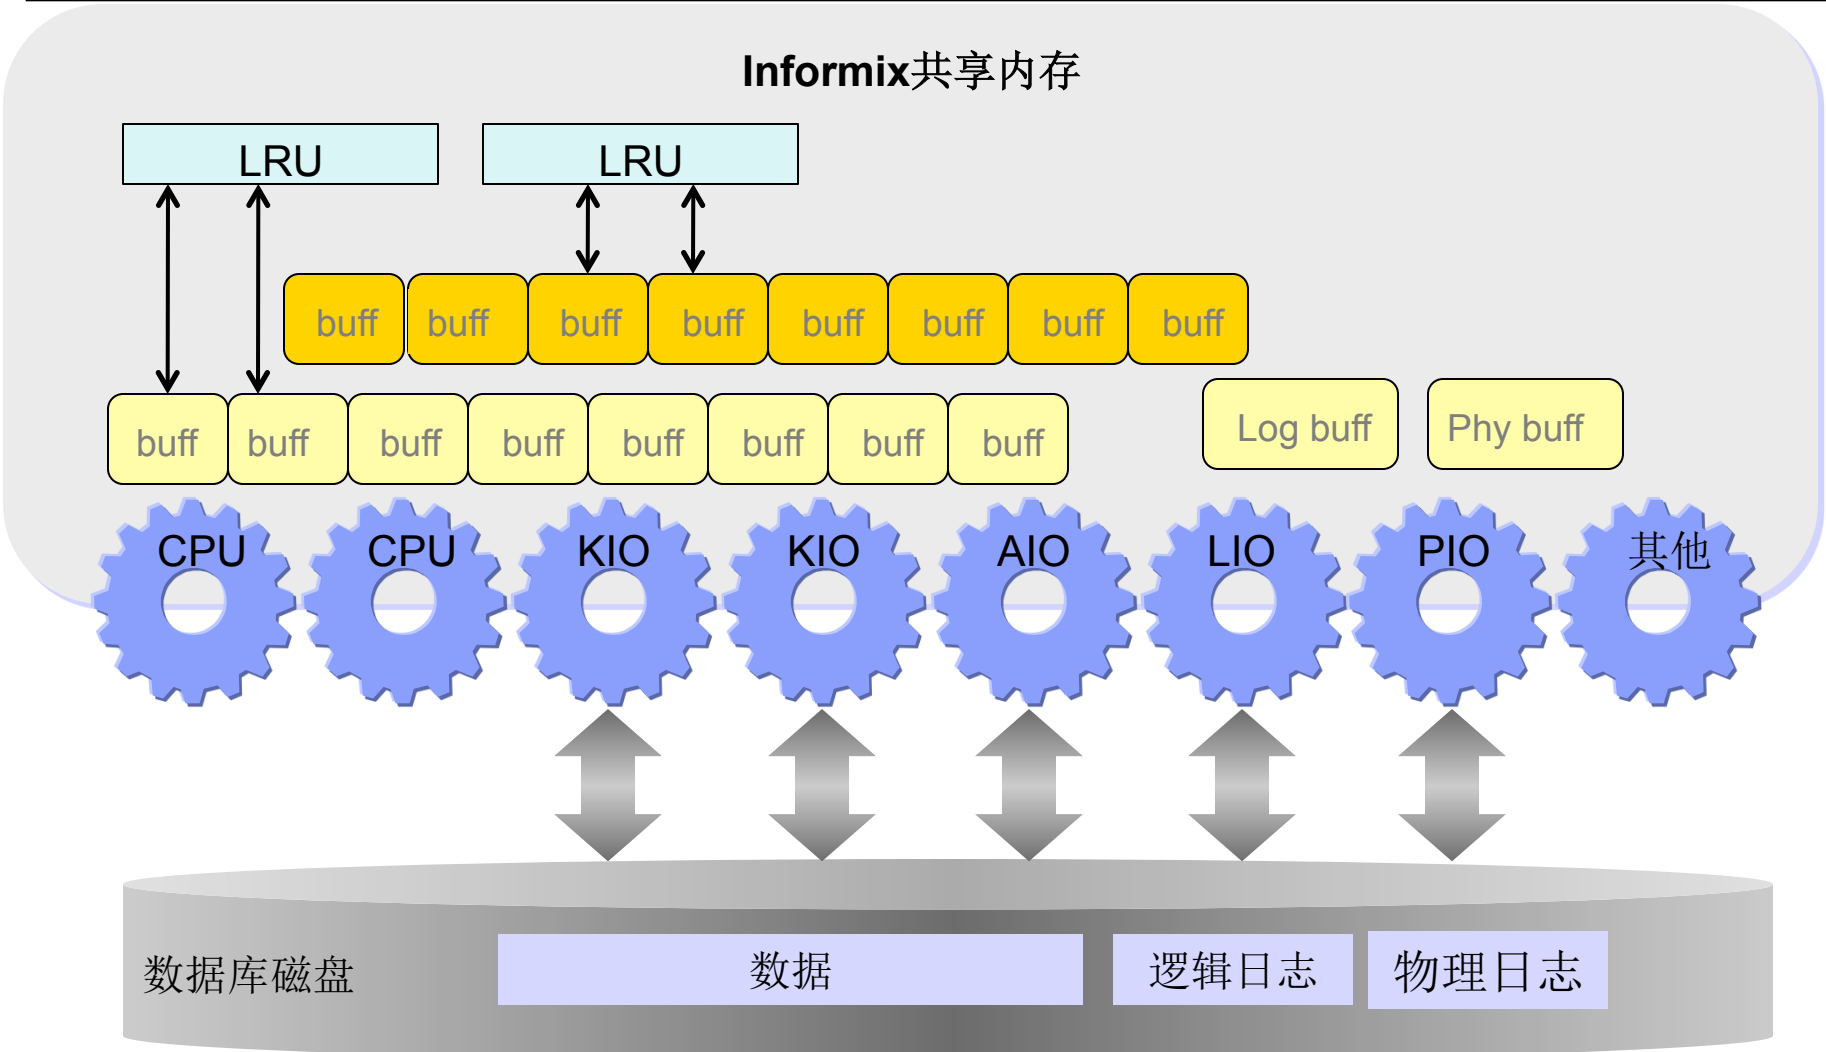 Informix共享内存
LRU LRU
buff buff buff buff buff buff buff buff
buff buff buff buff buff buff buff buff
Log buff Phy buff
CPU CPU KIO KIO AIO LIO PIO 其他
数据库磁盘 数据 逻辑日志 物理日志